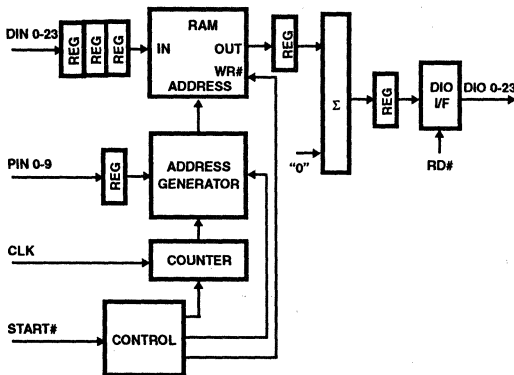 DIN 0-23
REG
REG
REG
RAM
IN
OUT
WR#
ADDRESS
REG
Σ
"0"
REG
DIO
I/F
DIO 0-23
RD#
PIN 0-9
REG
ADDRESS
GENERATOR
CLK
COUNTER
START#
CONTROL